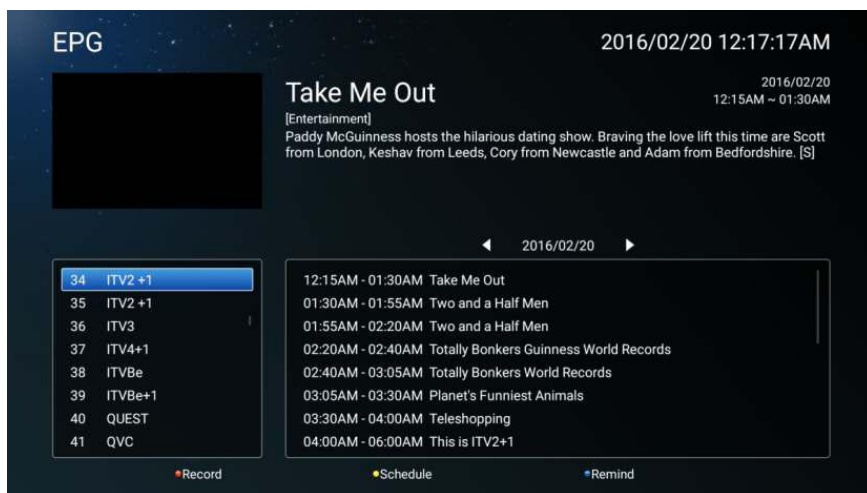 EPG
2016/02/20 12:17:17AM
Take Me Out
2016/02/20
12:15AM ~ 01:30AM
[Entertainment]
Paddy McGuinness hosts the hilarious dating show. Braving the love lift this time are Scott
from London, Keshav from Leeds, Cory from Newcastle and Adam from Bedfordshire. [S]
2016/02/20
34 ITV2 +1
35 ITV2 +1
36 ITV3
37 ITV4+1
38 ITVBe
39 ITVBe+1
40 QUEST
41 QVC
12:15AM - 01:30AM Take Me Out
01:30AM - 01:55AM Two and a Half Men
01:55AM - 02:20AM Two and a Half Men
02:20AM - 02:40AM Totally Bonkers Guinness World Records
02:40AM - 03:05AM Totally Bonkers World Records
03:05AM - 03:30AM Planet's Funniest Animals
03:30AM - 04:00AM Teleshopping
04:00AM - 06:00AM This is ITV2+1
Record
Schedule
Remind